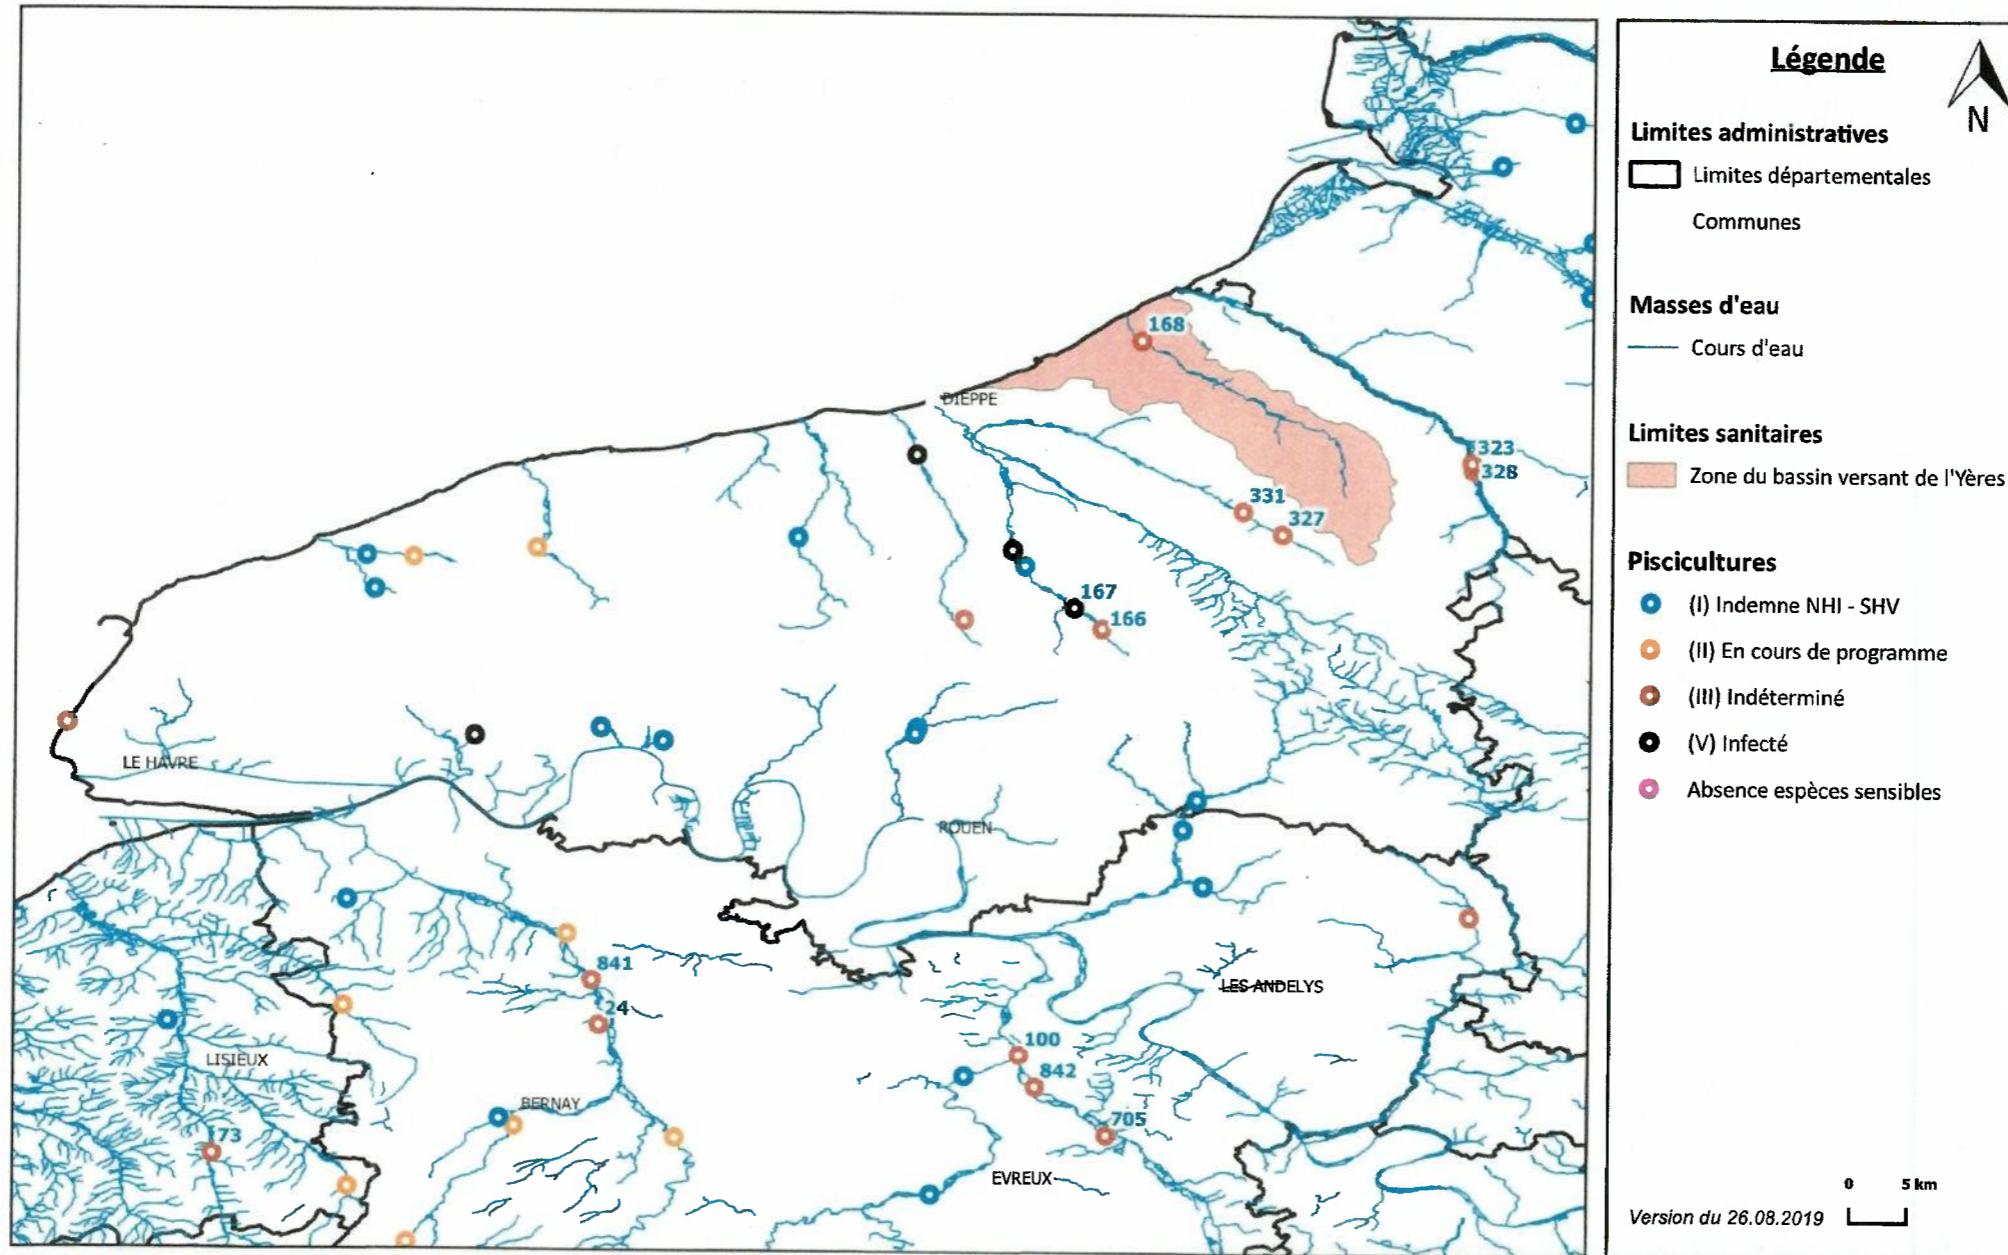 168
DIEPPE
323
328
331
327
167
166
LE HAVRE
ROUEN
841
24
LES ANDELYS
100
LISIEUX
842
BERNAY
73
705
EVREUX
Légende
N
Limites administratives
Limites départementales
Communes
Masses d'eau
Cours d'eau
Limites sanitaires
Zone du bassin versant de l'Yères
Piscicultures
(I) Indemne NHI - SHV
(II) En cours de programme
(III) Indéterminé
(V) Infecté
Absence espèces sensibles
0 5 km
Version du 26.08.2019